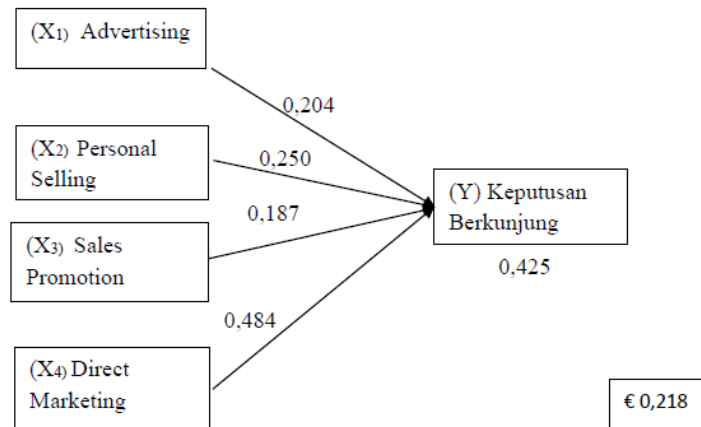 (X1) Advertising
0,204
(X2) Personal
Selling
0,250
(Y) Keputusan
Berkunjung
0,187
(X3) Sales
Promotion
0,425
0,484
(X4) Direct
Marketing
€ 0,218